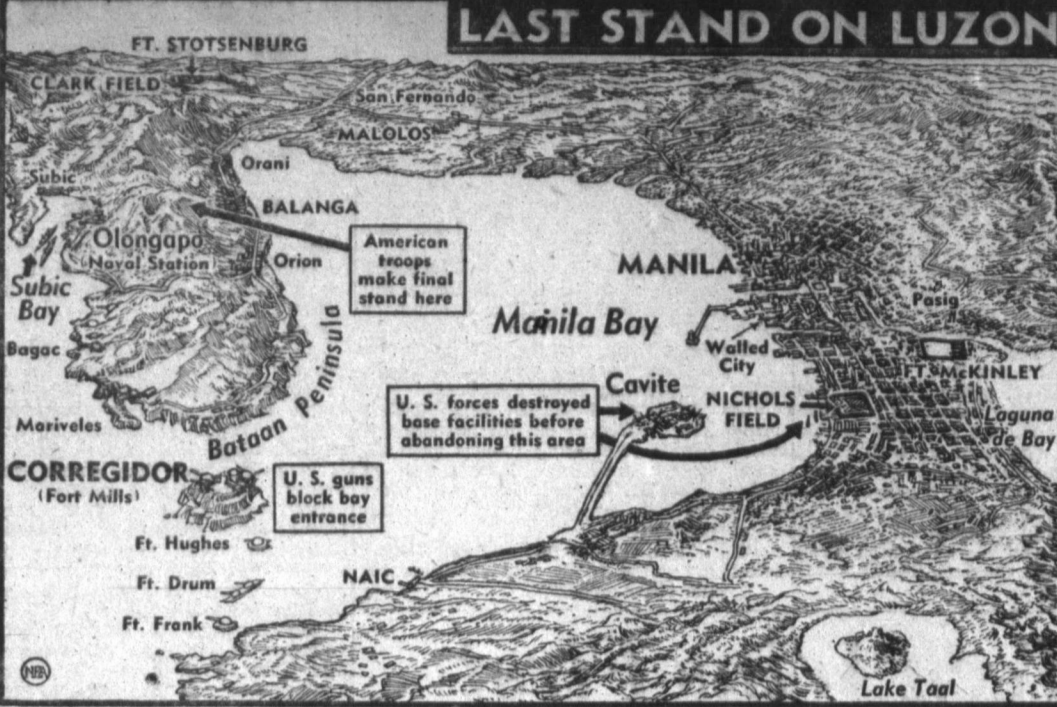 LAST STAND ON LUZON
FT. STOTSENBURG
CLARK FIELD
San Fernando
MALOLOS
Orani
Subic
BALANGA
Olongapo
(Naval Station)
Orion
American
troops
make final
stand here
Subic
Bay
Bagac
Mariveles
Bataan Peninsula
MANILA
Manila Bay
Pasig
Walled
City
FT. McKINLEY
Cavite
NICHOLS
FIELD
U. S. forces destroyed
base facilities before
abandoning this area
Laguna
de Bay
CORREGIDOR
(Fort Mills)
U. S. guns
block bay
entrance
Ft. Hughes
Ft. Drum
NAIC
Ft. Frank
NEA
Lake Taal